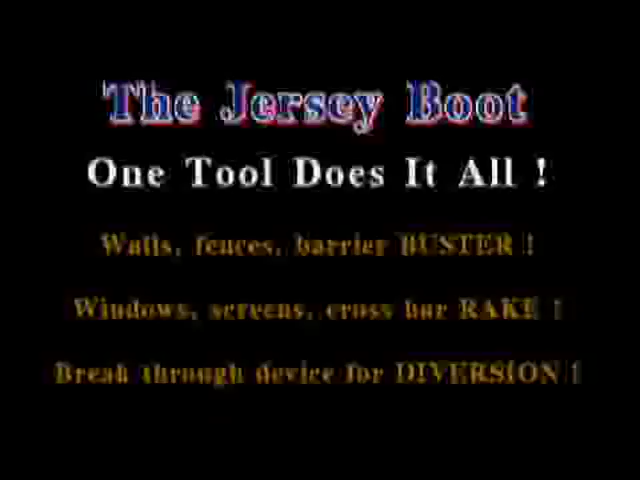 The Jersey Boot
One Tool Does It All !
Walls, fences, barrier BUSTER !
Windows, screens, cross bar RAKE !
Break through device for DIVERSION !